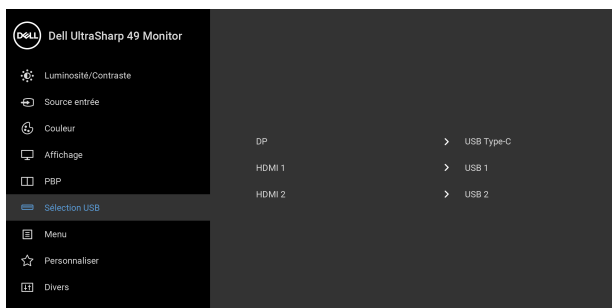 DELL Dell UltraSharp 49 Monitor
Luminosité/Contraste
Source entrée
Couleur
Affichage
PBP
Sélection USB
Menu
Personnaliser
Divers
DP USB Type-C
HDMI 1 USB 1
HDMI 2 USB 2